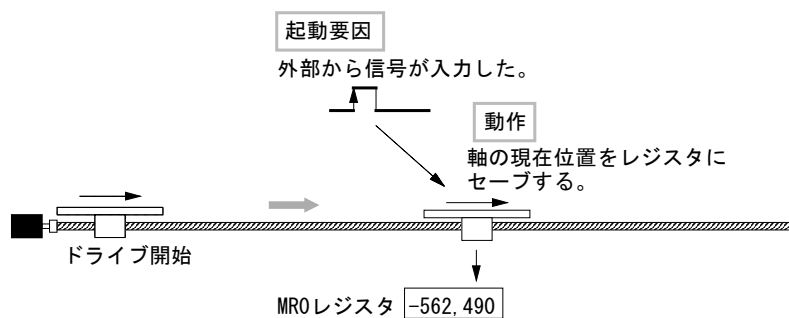 起動要因
外部から信号が入力した。
動作
軸の現在位置をレジスタに
セーブする。
ドライブ開始
MR0レジスタ -562,490